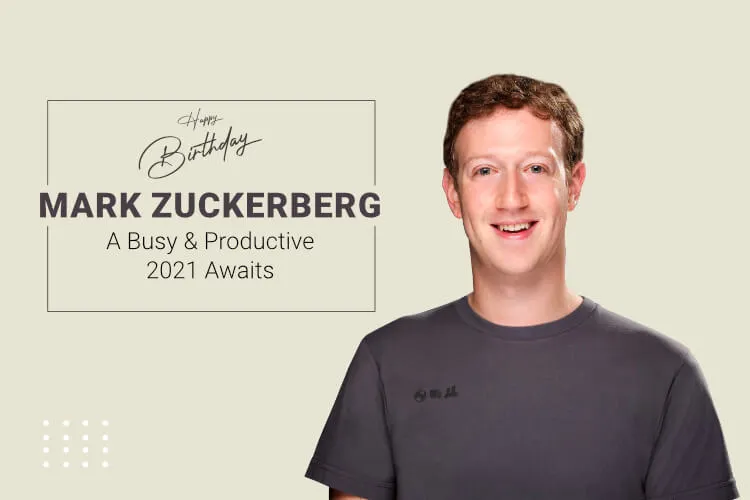 Happy
Birthday
MARK ZUCKERBERG
A Busy & Productive
2021 Awaits